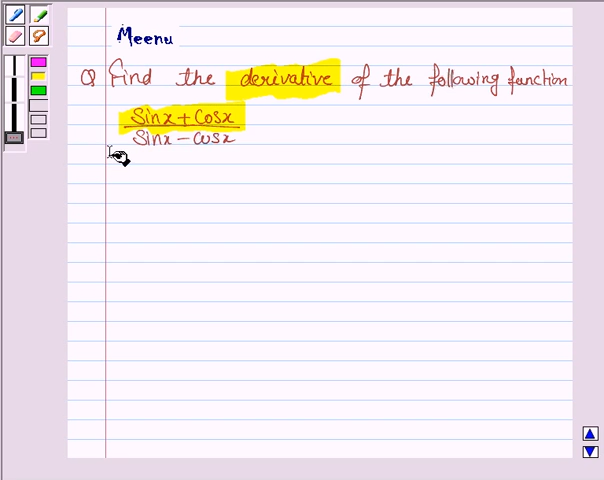 Meenu
Q Find the derivative of the following function
Sinx + Cosx
Sinx - Cosx